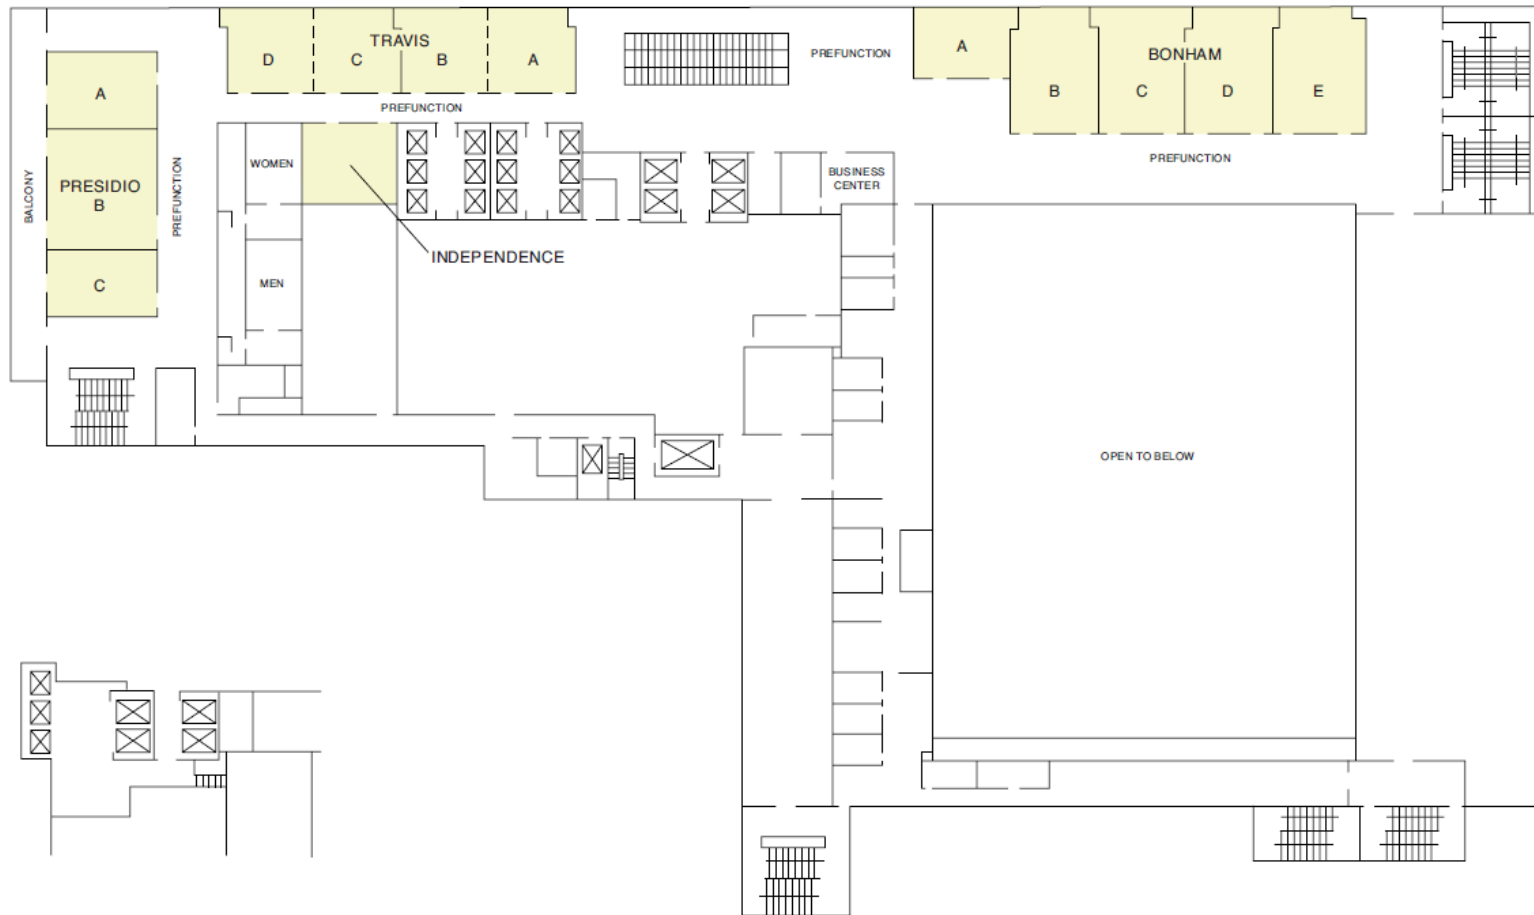 TRAVIS
D
C
B
A
PREFUNCTION
PREFUNCTION
A
BONHAM
B
C
D
E
PREFUNCTION
A
PRESIDIO
B
C
BALCONY
PREFUNCTION
WOMEN
MEN
INDEPENDENCE
BUSINESS
CENTER
OPEN TO BELOW